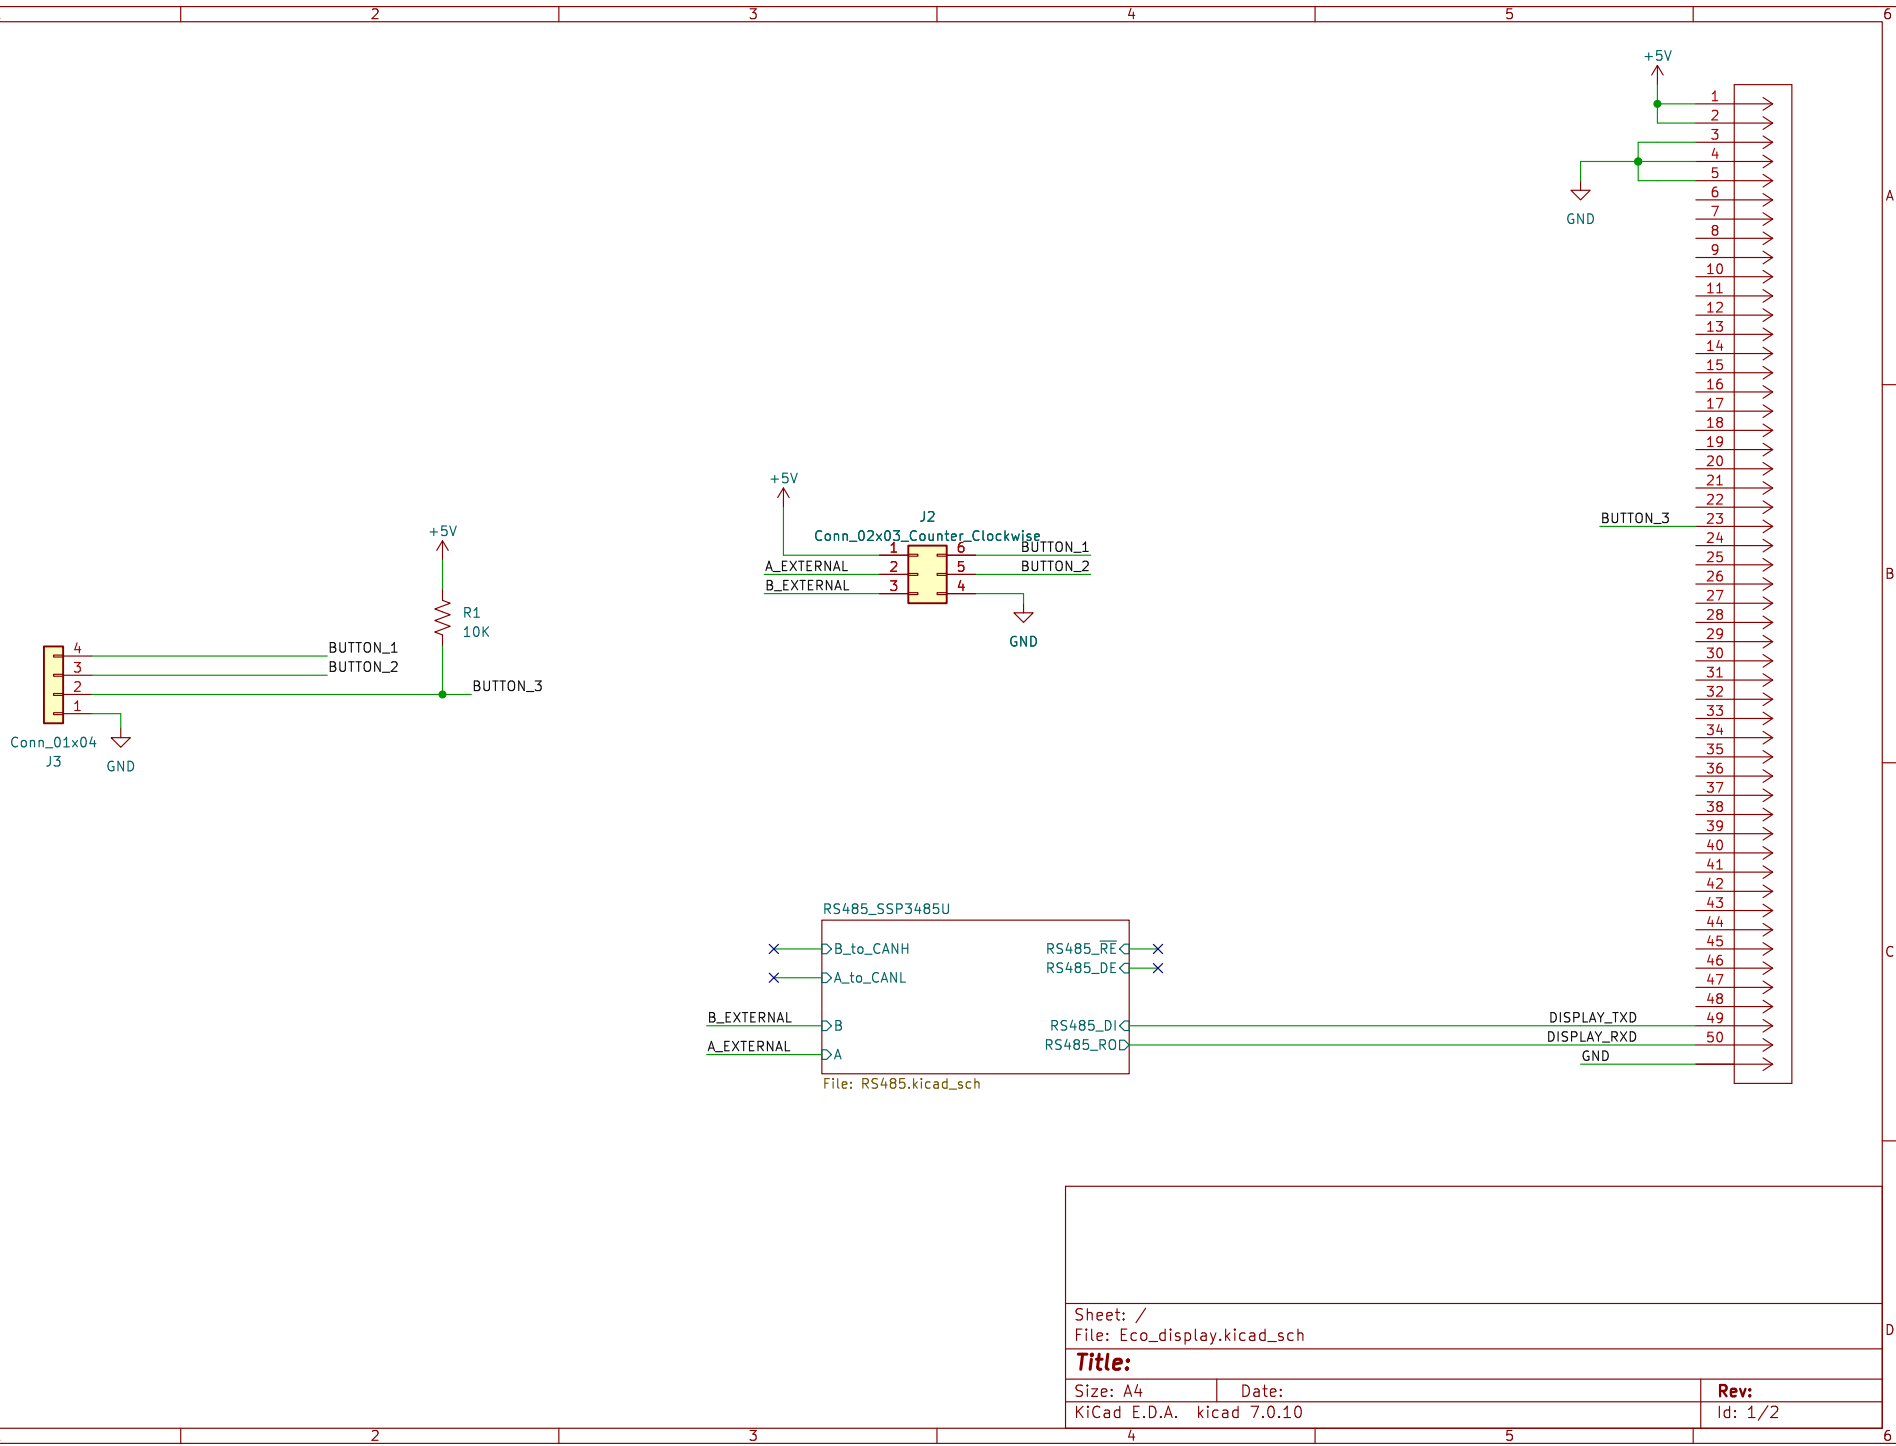 2 3 4 5 6
+5V
1
2
3
4
5
6
7
8
9
10
11
12
13
14
15
16
17
18
19
20
21
22
23
24
25
26
27
28
29
30
31
32
33
34
35
36
37
38
39
40
41
42
43
44
45
46
47
48
49
50
GND
BUTTON_3
DISPLAY_TXD
DISPLAY_RXD
GND
A
B
C
D
+5V
J2
Conn_02x03_Counter_Clockwise
1 6 BUTTON_1
A_EXTERNAL 2 5 BUTTON_2
B_EXTERNAL 3 4
GND
+5V
R1
10K
4 BUTTON_1
3 BUTTON_2
2 BUTTON_3
1
Conn_01x04
J3
GND
RS485_SSP3485U
B_to_CANH RS485_RE
RS485_DE
A_to_CANL
B_EXTERNAL B RS485_DI
RS485_RO
A_EXTERNAL A
File: RS485.kicad_sch
Sheet: /
File: Eco_display.kicad_sch
Title:
Size: A4 Date: Rev:
KiCad E.D.A. kicad 7.0.10 Id: 1/2
2 3 4 5 6